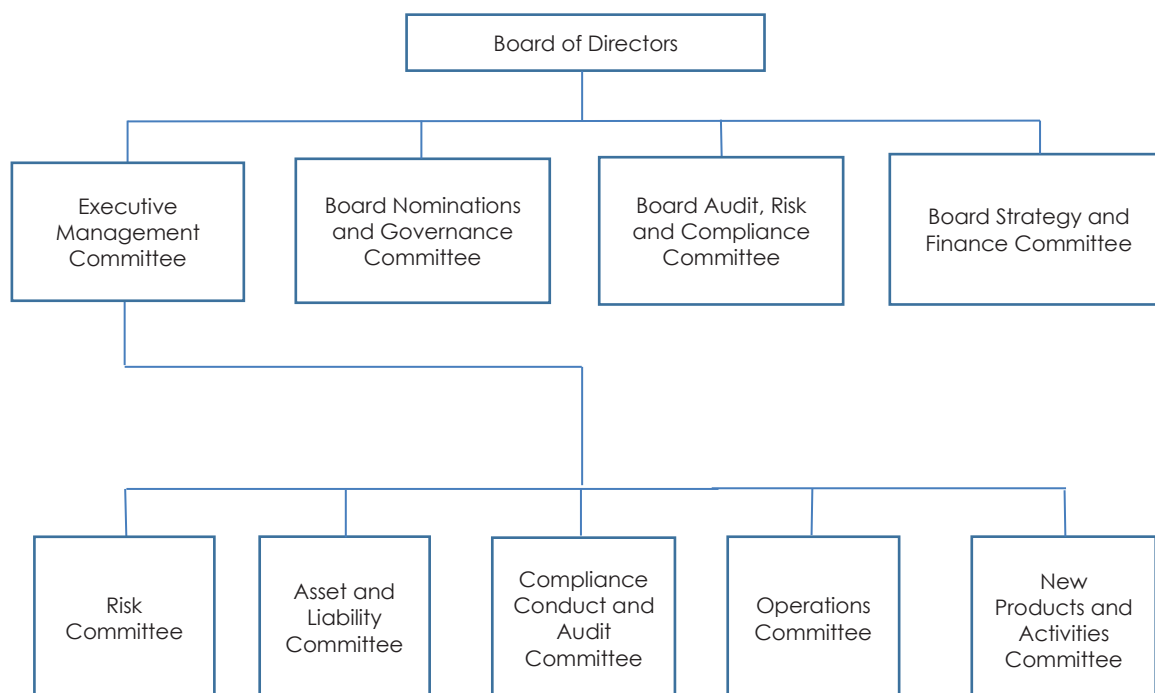 Board of Directors
Executive
Management
Committee
Board Nominations
and Governance
Committee
Board Audit, Risk
and Compliance
Committee
Board Strategy and
Finance Committee
Risk
Committee
Asset and
Liability
Committee
Compliance
Conduct and
Audit
Committee
Operations
Committee
New
Products and
Activities
Committee